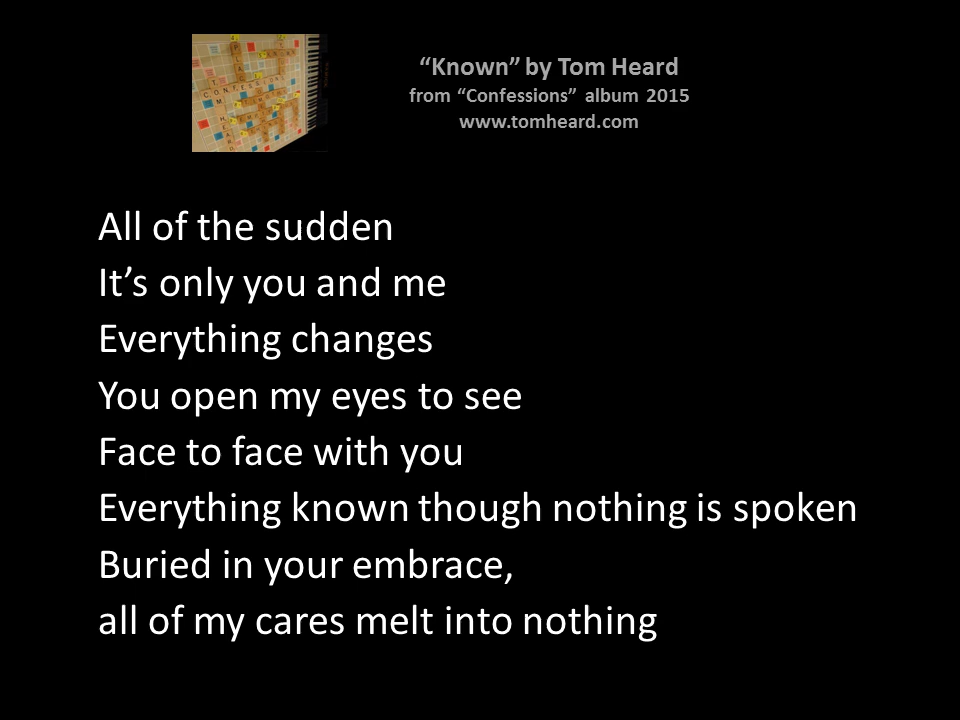 “Known” by Tom Heard
from “Confessions” album 2015
www.tomheard.com
All of the sudden
It’s only you and me
Everything changes
You open my eyes to see
Face to face with you
Everything known though nothing is spoken
Buried in your embrace,
all of my cares melt into nothing